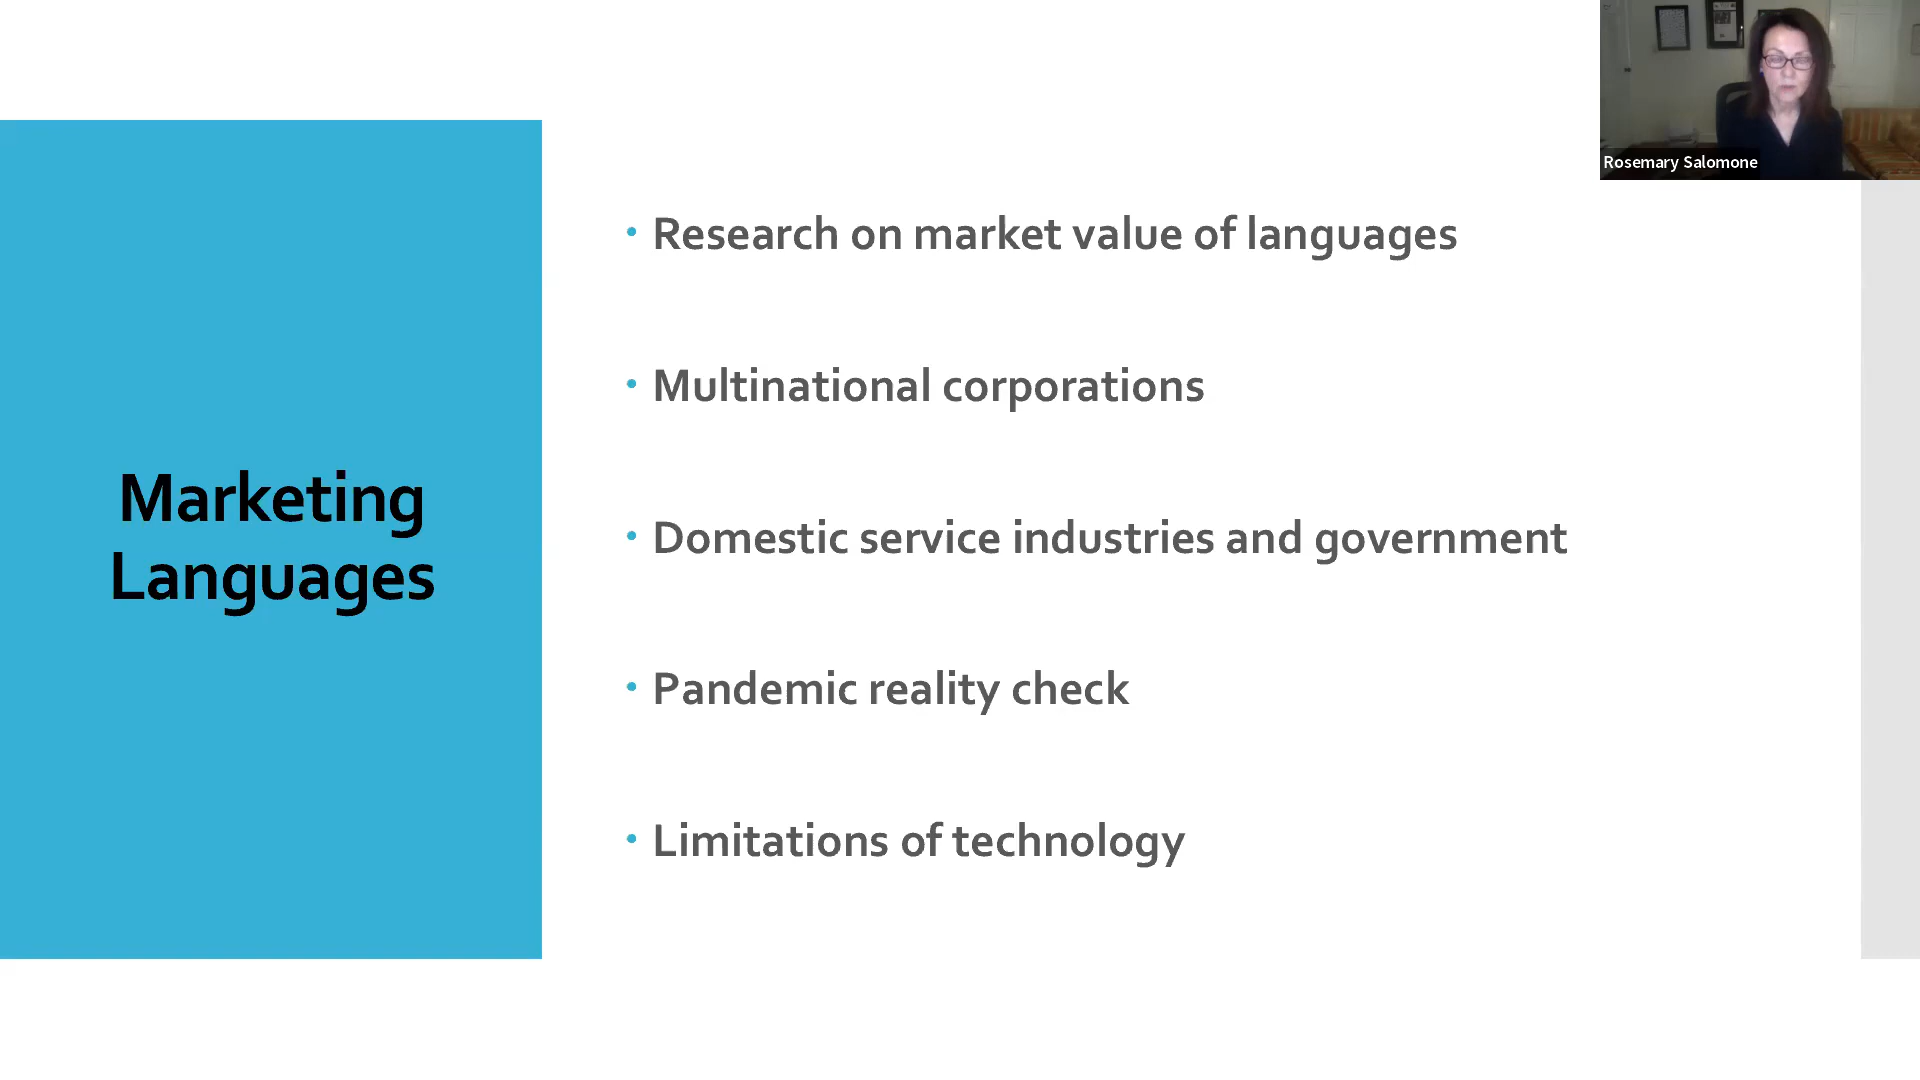 Rosemary Salomone
Marketing
Languages
Research on market value of languages
Multinational corporations
Domestic service industries and government
Pandemic reality check
Limitations of technology